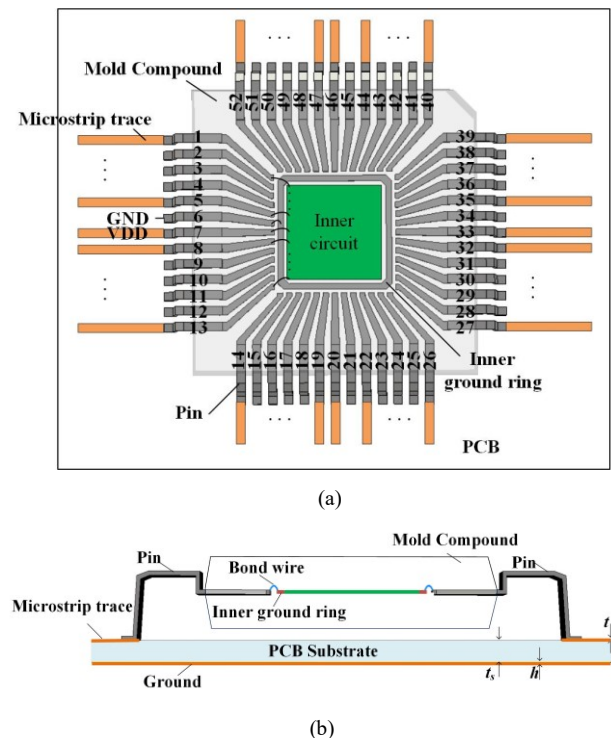 Mold Compound
Microstrip trace
GND
VDD
1
2
3
4
5
6
7
8
9
10
11
12
13
52
51
50
49
48
47
46
45
44
43
42
41
40
39
38
37
36
35
34
33
32
31
30
29
28
27
Inner
circuit
14
15
16
17
18
19
20
21
22
23
24
25
26
Inner
ground ring
Pin
PCB
(a)
Mold Compound
Pin
Pin
Bond wire
Inner ground ring
Microstrip trace
t
PCB Substrate
Ground
ts
h
(b)